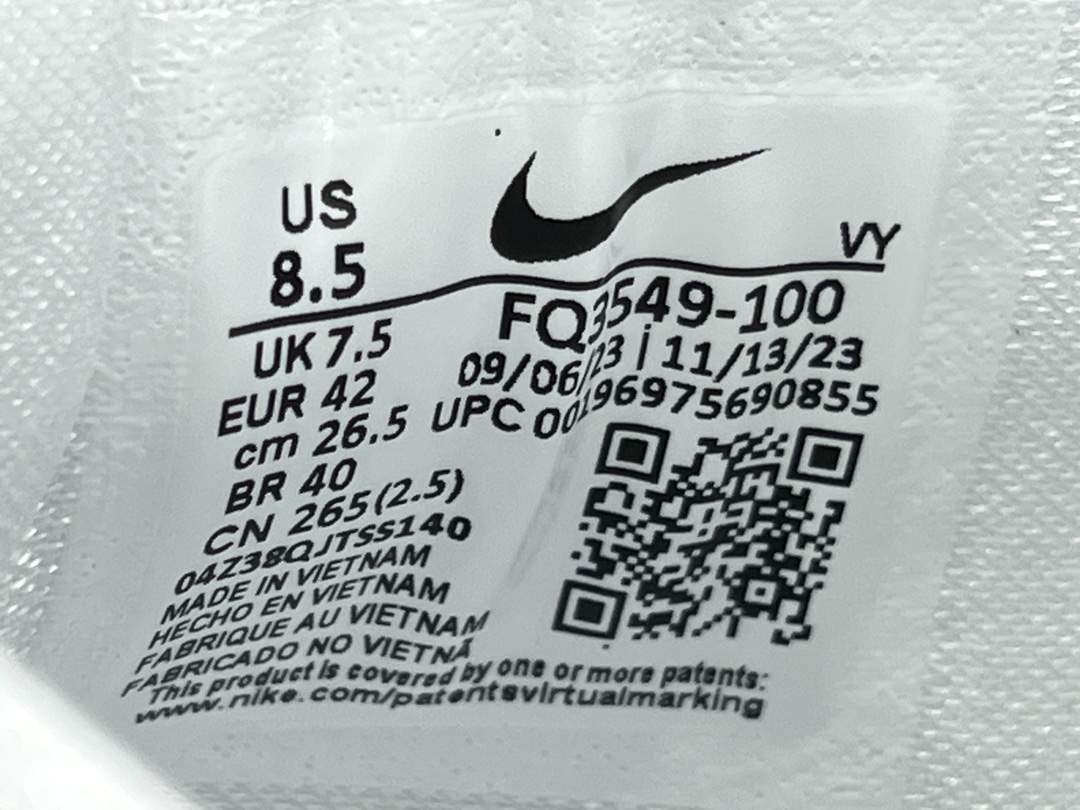 US
8.5
VY
UK 7.5
EUR 42
cm 26.5
BR 40
CN 265(2.5)
04Z38QJTSS140
MADE IN VIETNAM
HECHO EN VIETNAM
FABRIQUE AU VIETNAM
FABRICADO NO VIETNÃ
FQ3549-100
09/06/23 | 11/13/23
UPC 00196975690855
This product is covered by one or more patents:
www.nike.com/patentsvirtualmarking